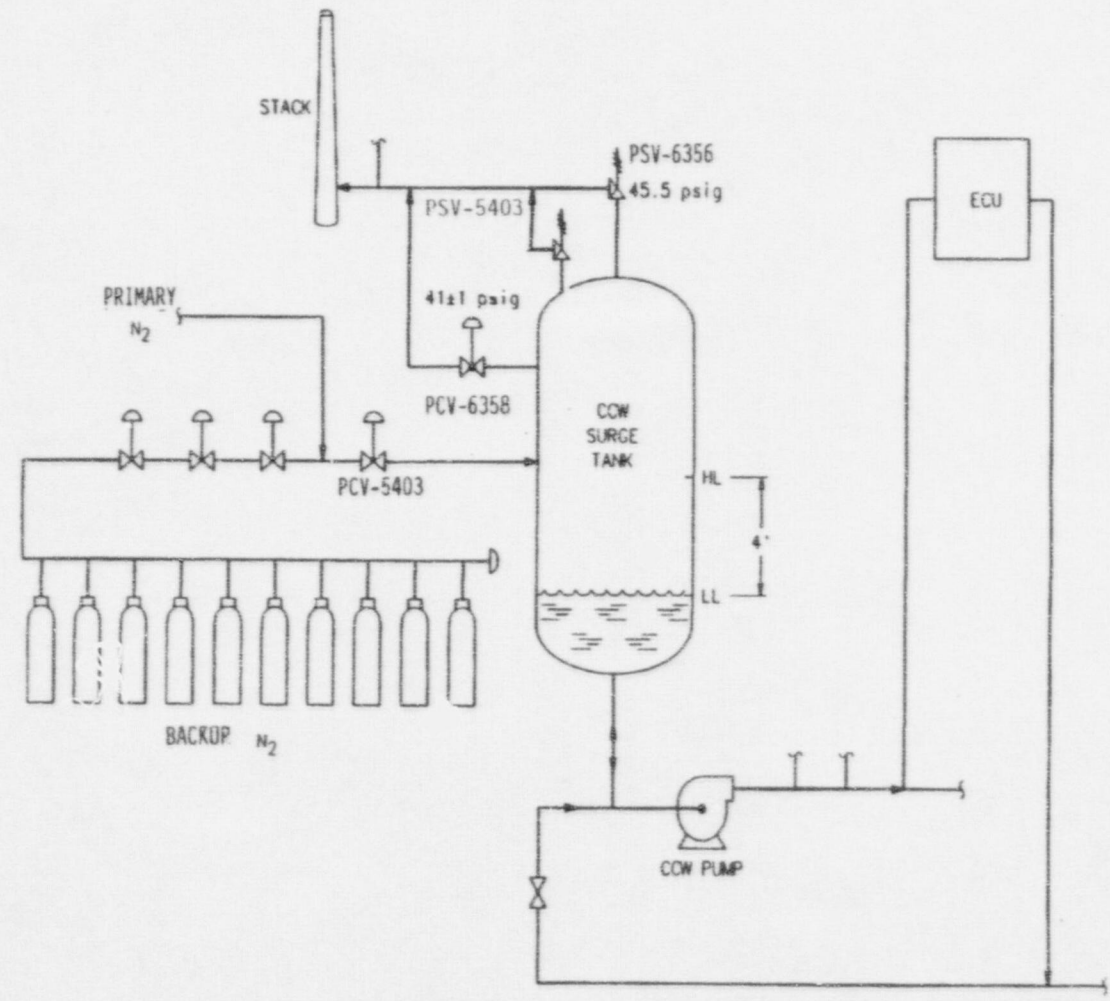 STACK
PSV-6356
45.5 psig
PSV-5403
ECU
PRIMARY
N2
41±1 psig
PCV-6358
CCW
SURGE
TANK
PCV-5403
HL
4'
LL
BACKUP N2
CCW PUMP